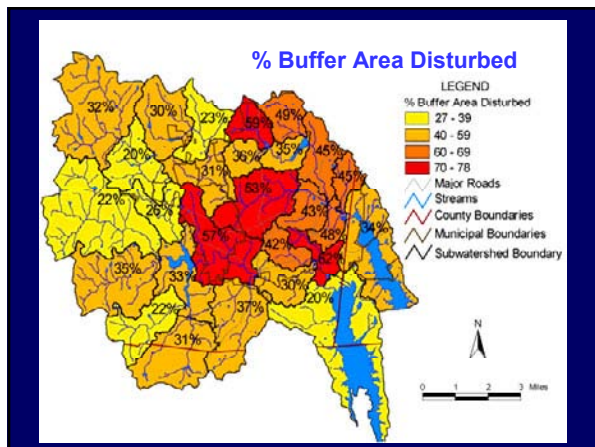 % Buffer Area Disturbed
LEGEND
% Buffer Area Disturbed
27 - 39
40 - 59
60 - 69
70 - 78
Major Roads
Streams
County Boundaries
Municipal Boundaries
Subwatershed Boundary
32%
30%
23%
59%
49%
20%
31%
36%
35%
45%
45%
22%
26%
53%
43%
34%
57%
42%
48%
35%
33%
30%
20%
22%
37%
31%
N
0 1 2 3 Miles